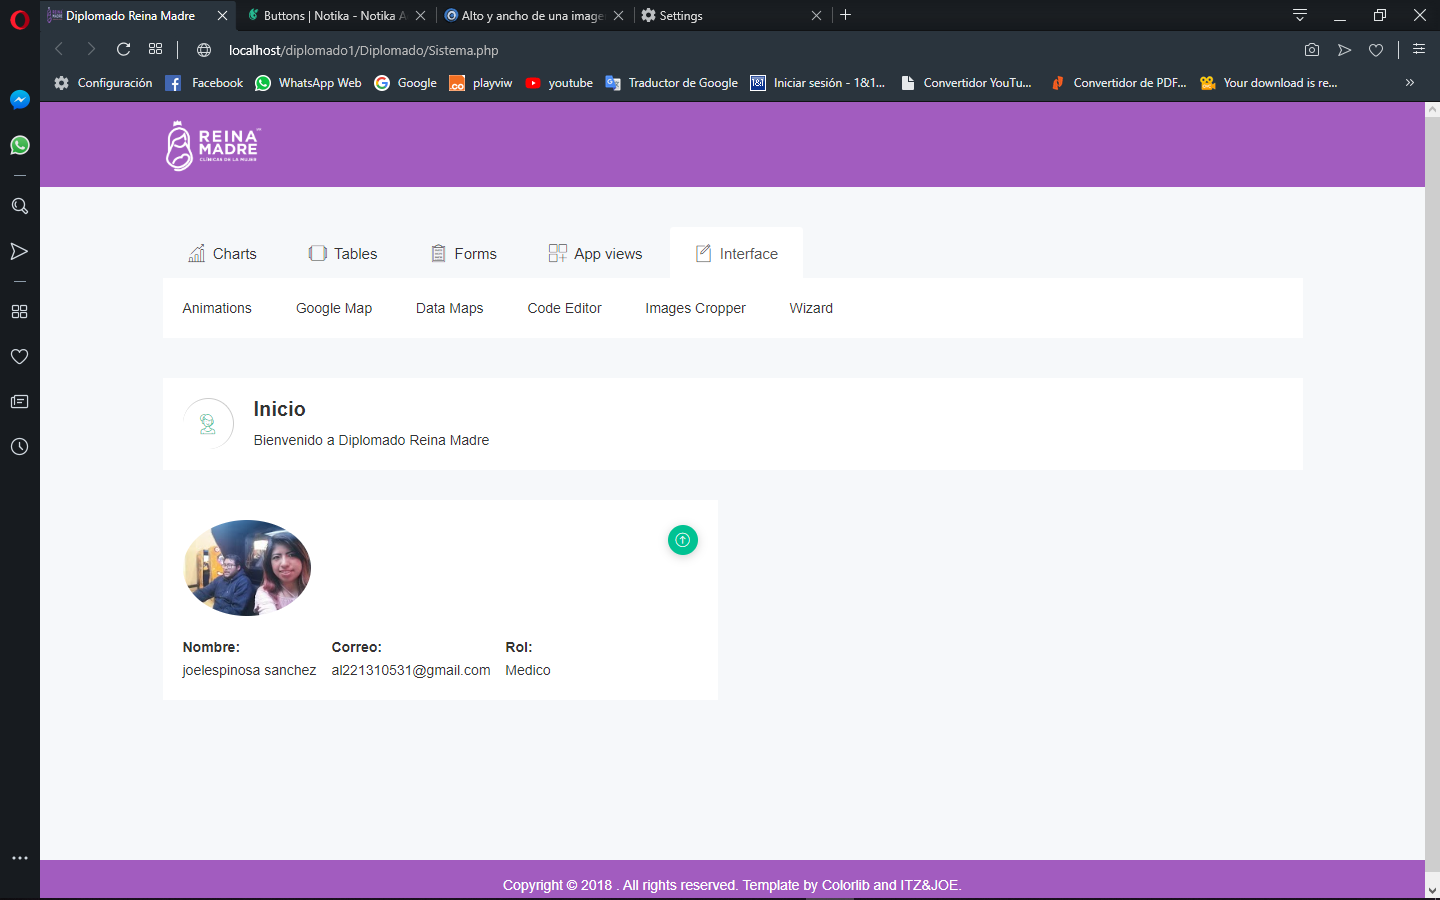 Diplomado Reina Madre
Buttons | Notika - Notika A
Alto y ancho de una image
Settings
localhost/diplomado1/Diplomado/Sistema.php
Configuración
Facebook
WhatsApp Web
Google
playviw
youtube
Traductor de Google
Iniciar sesión - 1&1...
Convertidor YouTu...
Convertidor de PDF...
Your download is re...
REINA
MADRE
CLÍNICAS DE LA MUJER
Charts
Tables
Forms
App views
Interface
Animations
Google Map
Data Maps
Code Editor
Images Cropper
Wizard
Inicio
Bienvenido a Diplomado Reina Madre
Nombre:
joelespinosa sanchez
Correo:
al221310531@gmail.com
Rol:
Medico
Copyright © 2018 . All rights reserved. Template by Colorlib and ITZ&JOE.